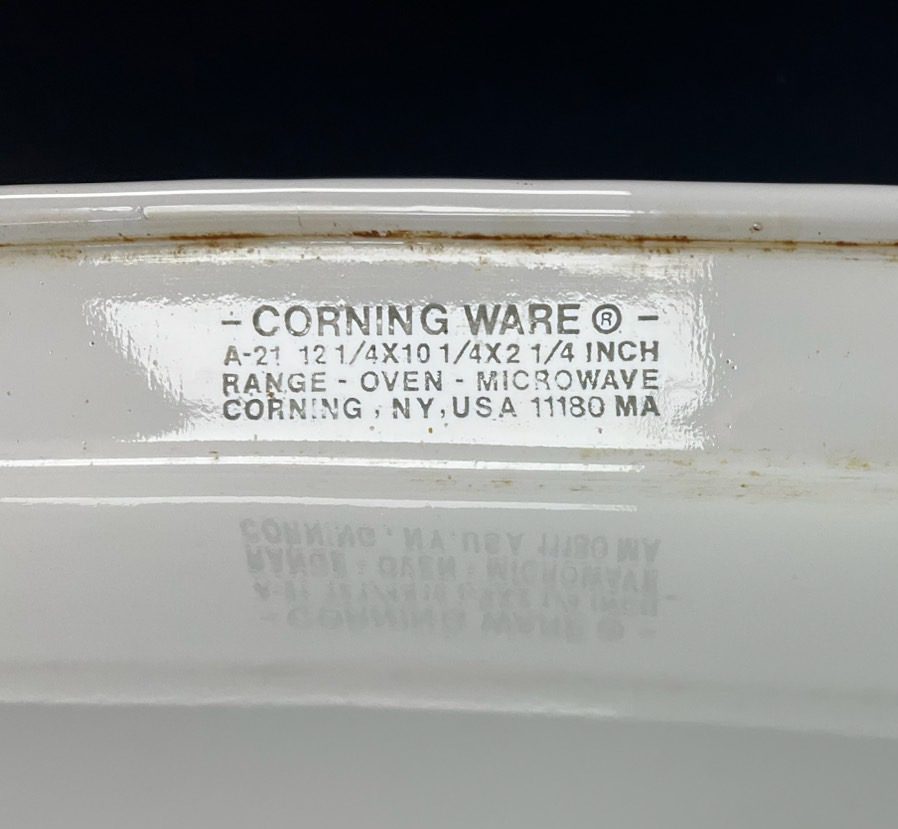 - CORNING WARE ® -
A-21 12 1/4X10 1/4X2 1/4 INCH
RANGE - OVEN - MICROWAVE
CORNING , NY, USA 11180 MA